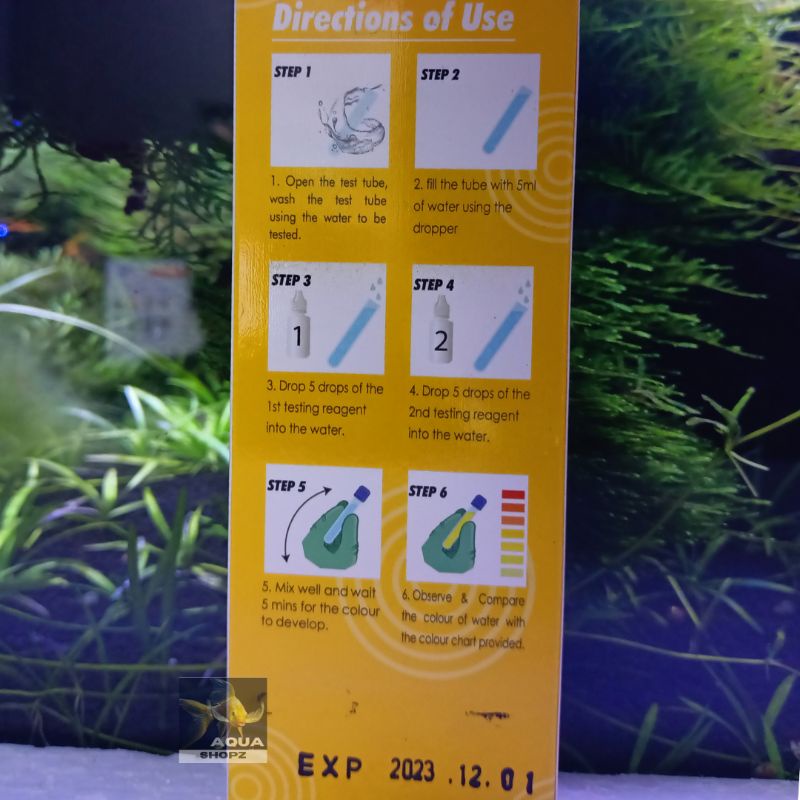 Directions of Use
STEP 1
STEP 2
1. Open the test tube,
wash the test tube
using the water to be
tested.
2. fill the tube with 5ml
of water using the
dropper
STEP 3
1
STEP 4
2
3. Drop 5 drops of the
1st testing reagent
into the water.
4. Drop 5 drops of the
2nd testing reagent
into the water.
STEP 5
STEP 6
5. Mix well and wait
5 mins for the colour
to develop.
6. Observe & Compare
the colour of water with
the colour chart provided.
AQUA
SHOPZ
EXP 2023.12.01